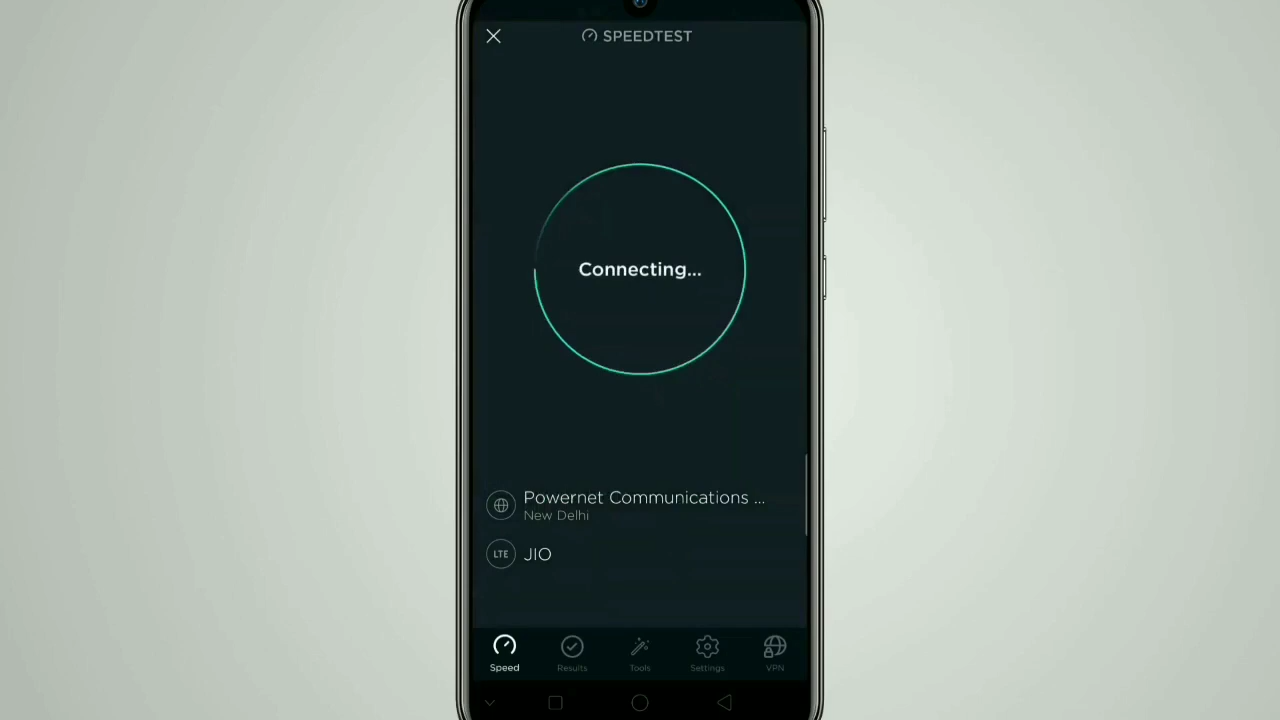 SPEEDTEST
Connecting...
Powernet Communications ...
New Delhi
LTE JIO
Speed Results Tools Settings VPN